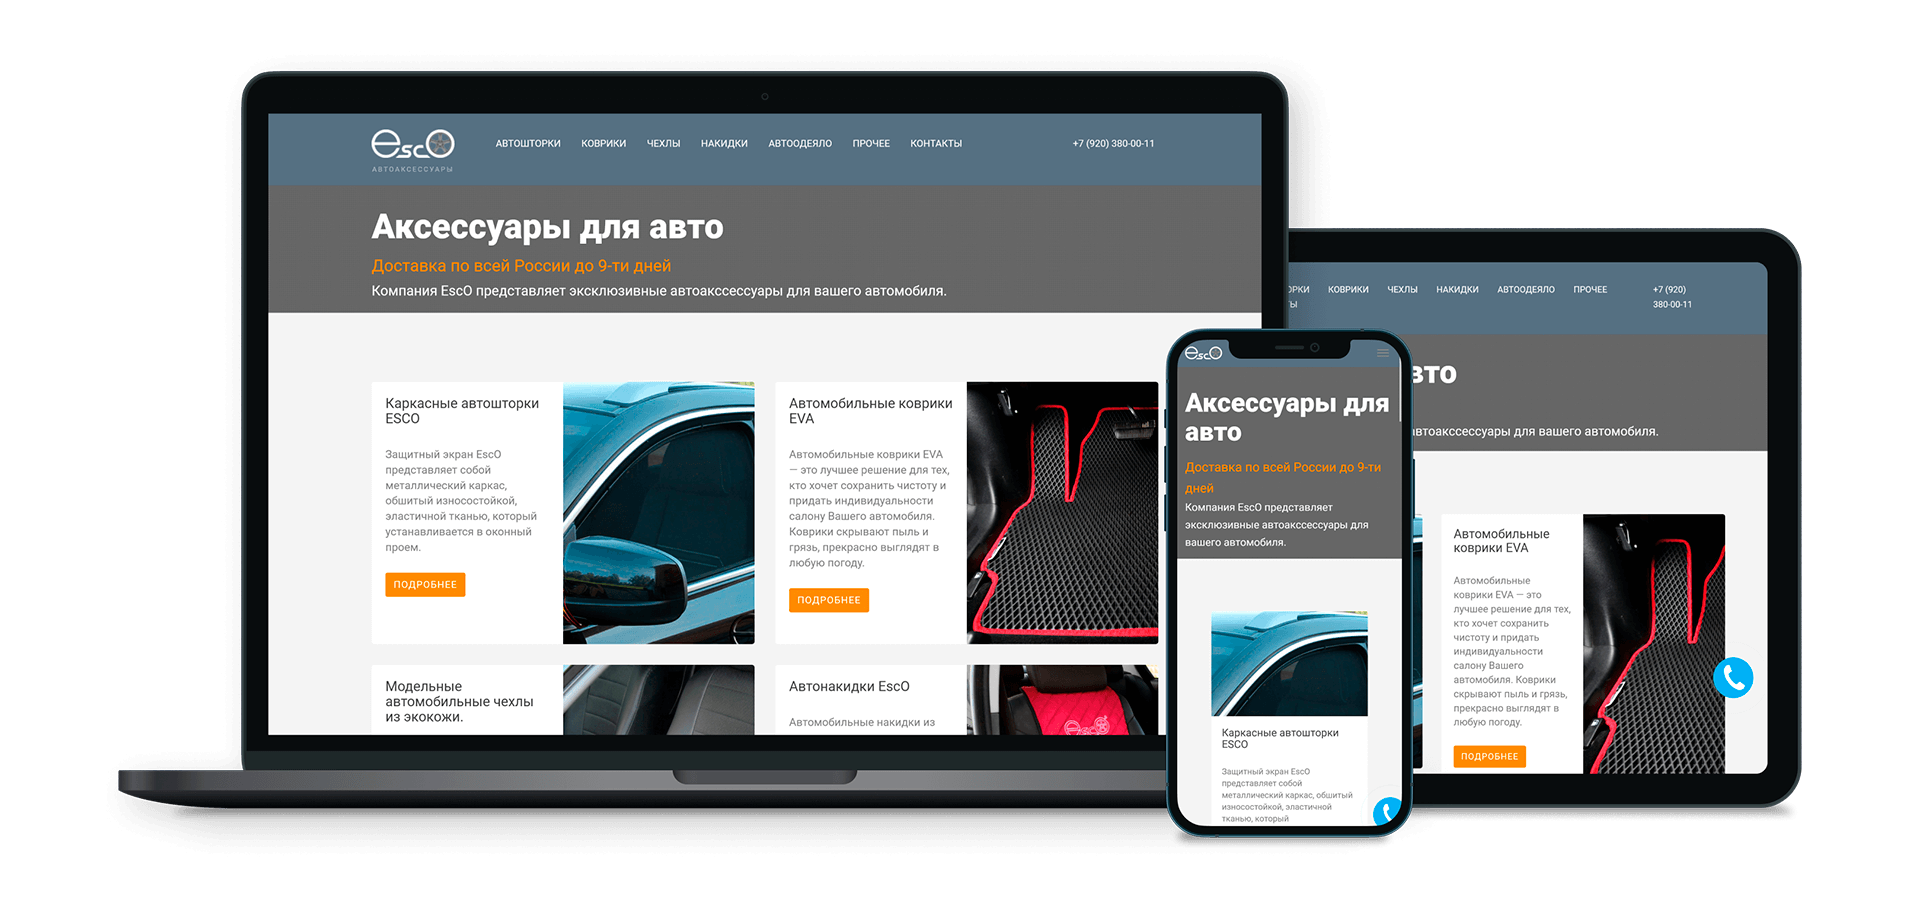 EscO
АВТОАКСЕССУАРЫ
АВТОШТОРКИ КОВРИКИ ЧЕХЛЫ НАКИДКИ АВТООДЕЯЛО ПРОЧЕЕ КОНТАКТЫ
+7 (920) 380-00-11
Аксессуары для авто
Доставка по всей России до 9-ти дней
Компания EscO представляет эксклюзивные автоакссессуары для вашего автомобиля.
Каркасные автошторки
ESCO
Защитный экран EscO
представляет собой
металлический каркас,
обшитый износостойкой,
эластичной тканью, который
устанавливается в оконный
проем.
ПОДРОБНЕЕ
Автомобильные коврики
EVA
Автомобильные коврики EVA
— это лучшее решение для тех,
кто хочет сохранить чистоту и
придать индивидуальности
салону Вашего автомобиля.
Коврики скрывают пыль и
грязь, прекрасно выглядят в
любую погоду.
ПОДРОБНЕЕ
Модельные
автомобильные чехлы
из экокожи.
Автонакидки EscO
Автомобильные накидки из
EscO
EscO
Аксессуары для
авто
Доставка по всей России до 9-ти
дней
Компания EscO представляет
эксклюзивные автоакссессуары для
вашего автомобиля.
Каркасные автошторки
ESCO
Защитный экран EscO
представляет собой
металлический каркас, обшитый
износостойкой, эластичной
тканью, который
ОРКИ КОВРИКИ ЧЕХЛЫ НАКИДКИ АВТООДЕЯЛО ПРОЧЕЕ
ТЫ
+7 (920)
380-00-11
вто
автоакссессуары для вашего автомобиля.
Автомобильные
коврики EVA
Автомобильные
коврики EVA — это
лучшее решение для тех,
кто хочет сохранить
чистоту и придать
индивидуальности
салону Вашего
автомобиля. Коврики
скрывают пыль и грязь,
прекрасно выглядят в
любую погоду.
ПОДРОБНЕЕ